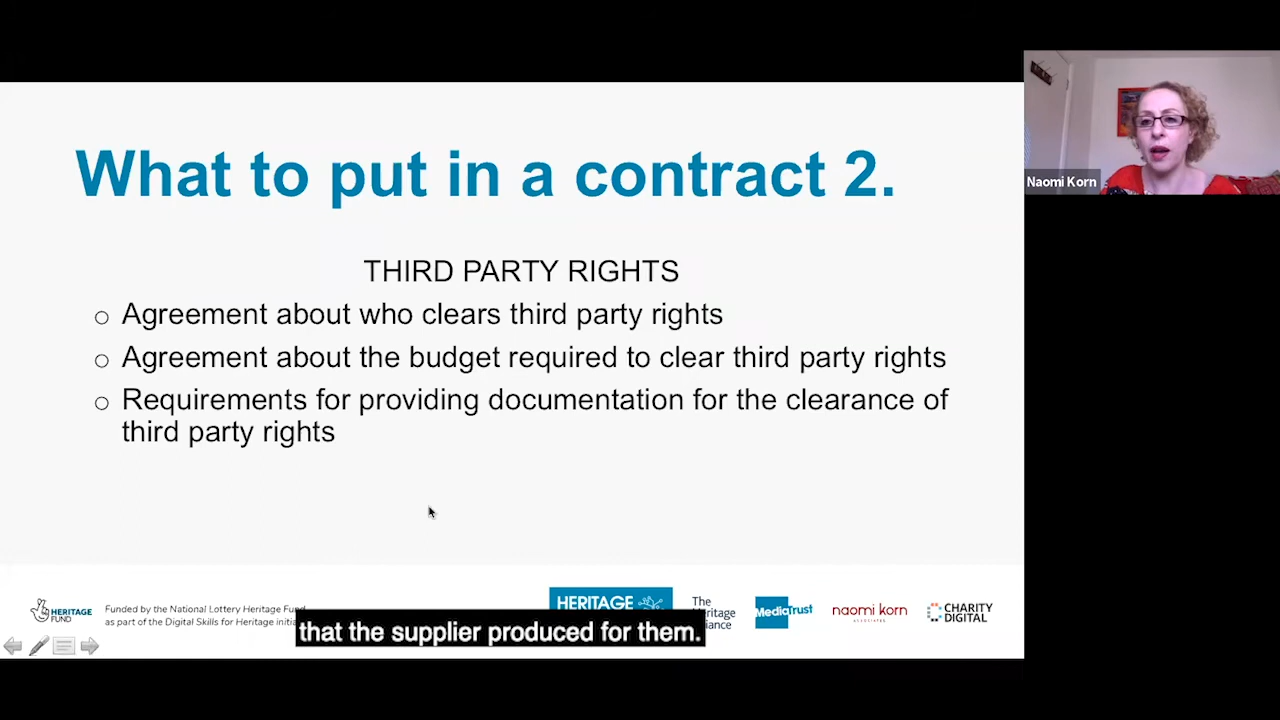 What to put in a contract 2.
THIRD PARTY RIGHTS
Agreement about who clears third party rights
Agreement about the budget required to clear third party rights
Requirements for providing documentation for the clearance of
third party rights
Naomi Korn
HERITAGE
FUND
Funded by the National Lottery Heritage Fund
as part of the Digital Skills for Heritage
HERITAGE
The
Heritage
Alliance
MediaTrust
naomi korn
ASSOCIATES
CHARITY
DIGITAL
that the supplier produced for them.